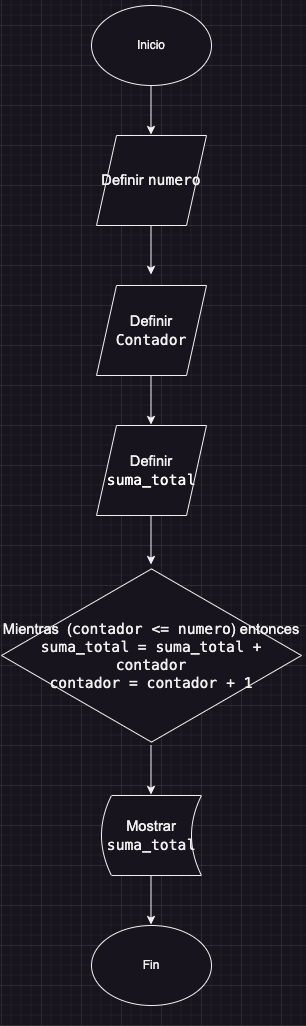 Inicio
Definir numero
Definir
Contador
Definir
suma_total
Mientras (contador <= numero) entonces
suma_total = suma_total +
contador
contador = contador + 1
Mostrar
suma_total
Fin